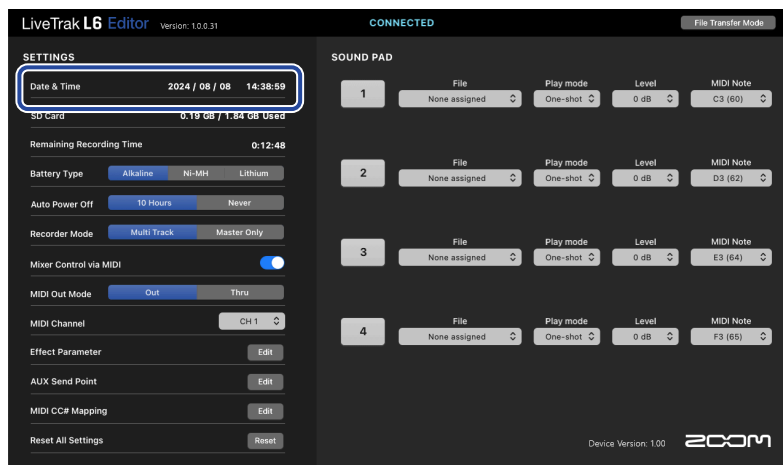 LiveTrak L6 Editor Version: 1.0.0.31 CONNECTED File Transfer Mode
SETTINGS
Date & Time 2024 / 08 / 08 14:38:59
SD Card 0.19 GB / 1.84 GB Used
Remaining Recording Time 0:12:48
Battery Type Alkaline Ni-MH Lithium
Auto Power Off 10 Hours Never
Recorder Mode Multi Track Master Only
Mixer Control via MIDI
MIDI Out Mode Out Thru
MIDI Channel CH 1
Effect Parameter Edit
AUX Send Point Edit
MIDI CC# Mapping Edit
Reset All Settings Reset
SOUND PAD
File Play mode Level MIDI Note
1 None assigned One-shot 0 dB C3 (60)
File Play mode Level MIDI Note
2 None assigned One-shot 0 dB D3 (62)
File Play mode Level MIDI Note
3 None assigned One-shot 0 dB E3 (64)
File Play mode Level MIDI Note
4 None assigned One-shot 0 dB F3 (65)
Device Version: 1.00 ZOOM